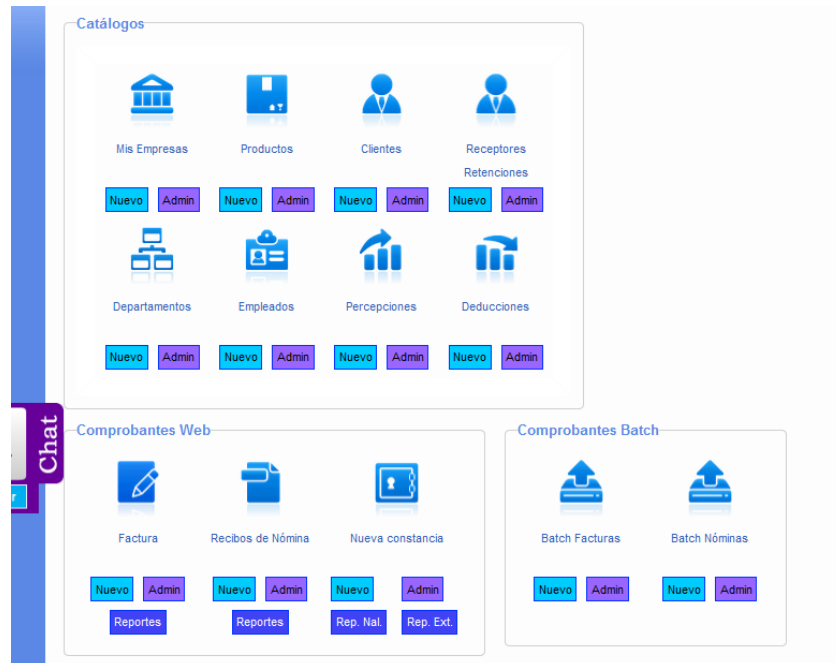 Catálogos
Mis Empresas Productos Clientes Receptores
Retenciones
Nuevo Admin Nuevo Admin Nuevo Admin Nuevo Admin
Departamentos Empleados Percepciones Deducciones
Nuevo Admin Nuevo Admin Nuevo Admin Nuevo Admin
Chat
Comprobantes Web
Factura Recibos de Nómina Nueva constancia
Nuevo Admin Nuevo Admin Nuevo Admin
Reportes Reportes Rep. Nal. Rep. Ext.
Comprobantes Batch
Batch Facturas Batch Nóminas
Nuevo Admin Nuevo Admin